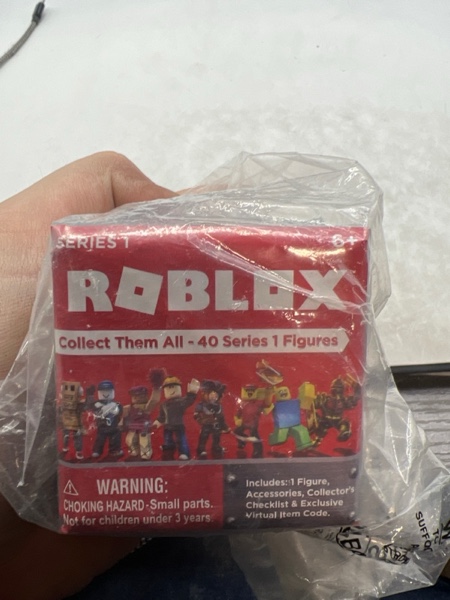 SERIES 1 6+
ROBLOX
Collect Them All - 40 Series 1 Figures
WARNING:
CHOKING HAZARD-Small parts.
Not for children under 3 years.
Includes: 1 Figure,
Accessories, Collector's
Checklist & Exclusive
Virtual Item Code.
SUFFO